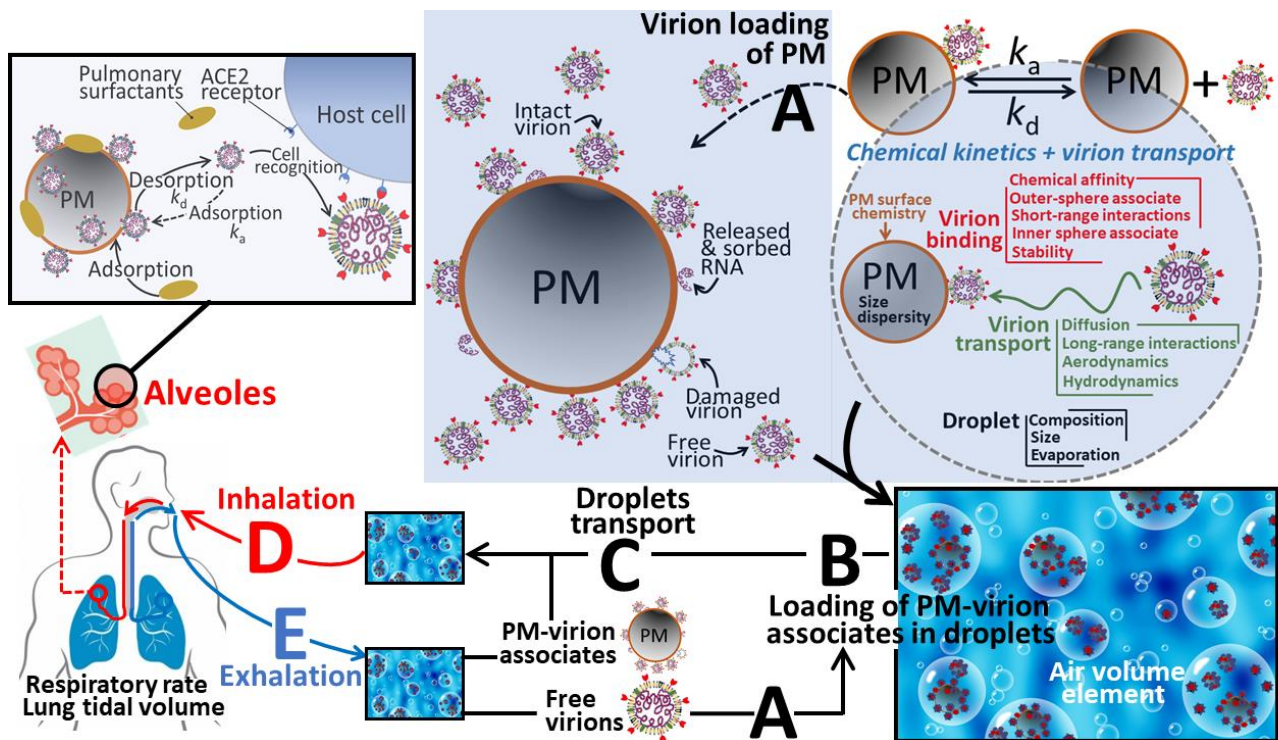 Pulmonary
surfactants
ACE2
receptor
Host cell
Cell
recognition
PM
Desorption
kd
Adsorption
ka
Adsorption
Virion loading
of PM
A
Intact
virion
PM
Released
& sorbed
RNA
Damaged
virion
Free
virion
PM
ka
kd
PM
+
Chemical kinetics + virion transport
PM surface
chemistry
Virion
binding
Chemical affinity
Outer-sphere associate
Short-range interactions
Inner sphere associate
Stability
PM
Size
dispersity
Virion
transport
Diffusion
Long-range interactions
Aerodynamics
Hydrodynamics
Droplet
Composition
Size
Evaporation
Alveoles
Inhalation
D
Droplets
transport
C
B
Loading of PM-virion
associates in droplets
Air volume
element
E
Exhalation
PM-virion
associates
PM
Free
virions
A
Respiratory rate
Lung tidal volume